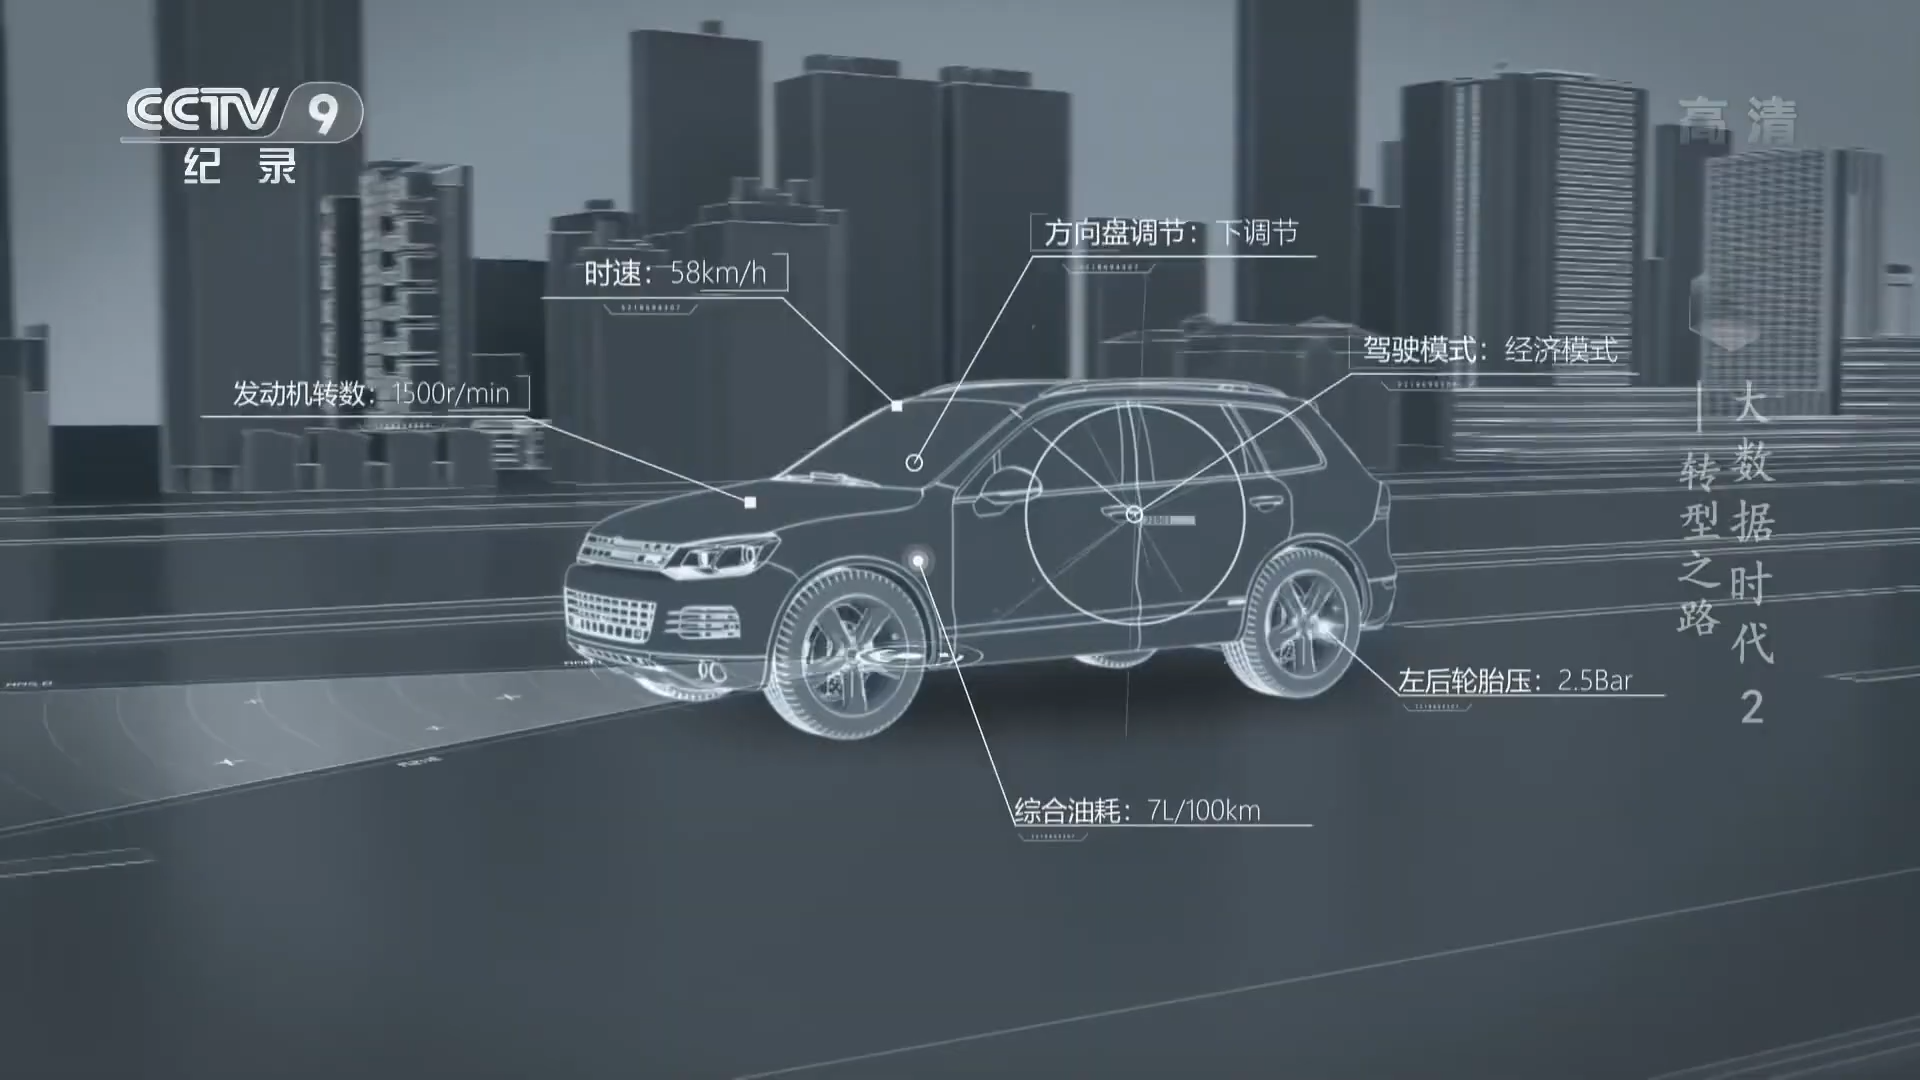 CCTV 9
纪 录
高 清
方向盘调节：下调节
时速：58km/h
驾驶模式：经济模式
发动机转数：1500r/min
大数据时代 2
|转型之路
左后轮胎压：2.5Bar
综合油耗：7L/100km